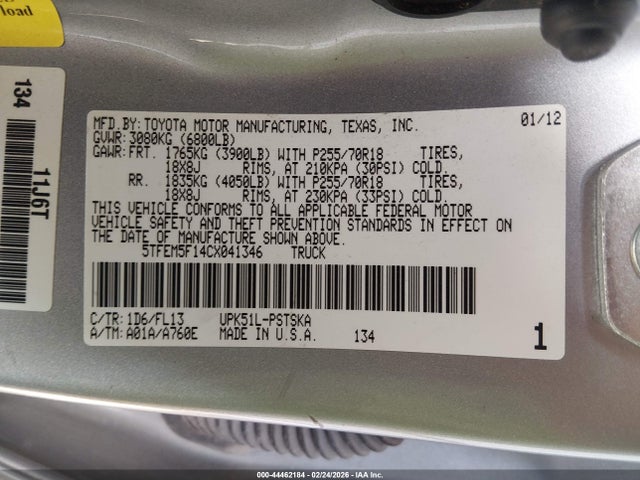 load
134
11J6T
MFD.BY:TOYOTA MOTOR MANUFACTURING, TEXAS, INC. 01/12
GVWR:3080KG (6800LB)
GAWR:FRT. 1765KG (3900LB) WITH P255/70R18 TIRES,
18X8J RIMS, AT 210KPA (30PSI) COLD.
RR. 1835KG (4050LB) WITH P255/70R18 TIRES,
18X8J RIMS, AT 230KPA (33PSI) COLD.
THIS VEHICLE CONFORMS TO ALL APPLICABLE FEDERAL MOTOR
VEHICLE SAFETY AND THEFT PREVENTION STANDARDS IN EFFECT ON
THE DATE OF MANUFACTURE SHOWN ABOVE.
5TFEM5F14CX041346 TRUCK
C/TR:1D6/FL13 UPK51L-PSTSKA
A/TM:A01A/A760E MADE IN U.S.A. 134 1
000-44462184 - 02/24/2026 - IAA Inc.